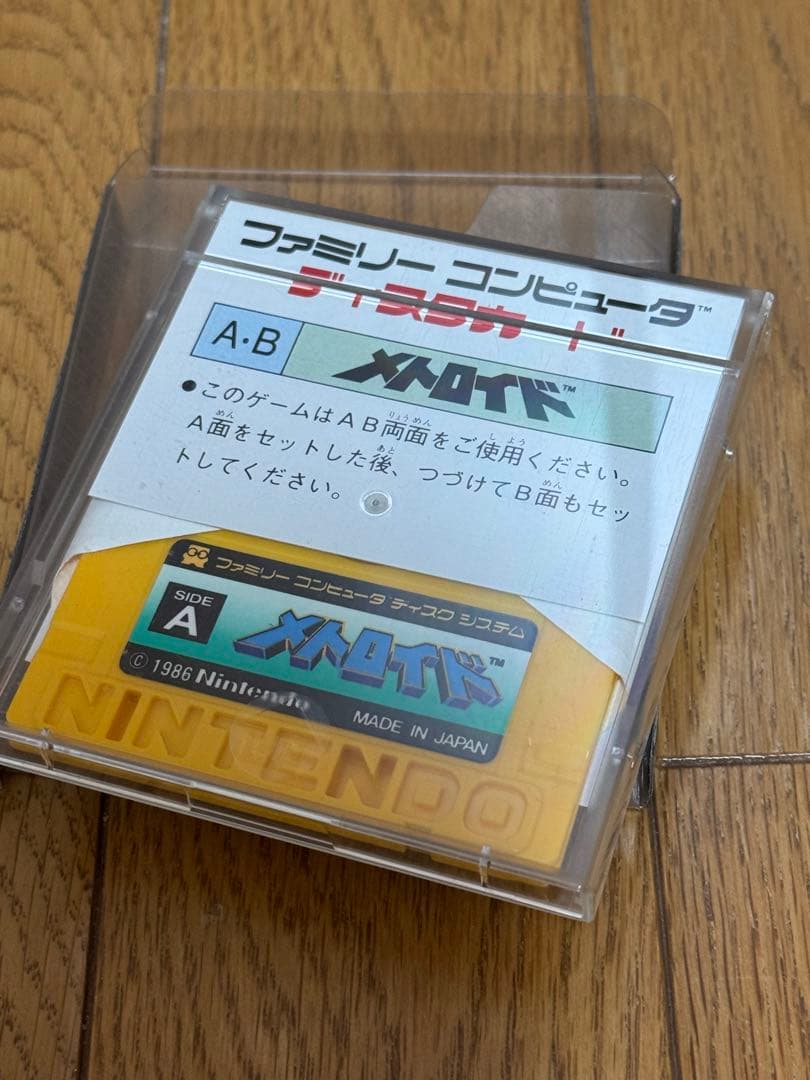 ファミリー コンピュータ™
ディスクカード
A・B
メトロイド™
●このゲームはAB両面をご使用ください。
A面をセットした後、つづけてB面もセッ
トしてください。
ファミリー コンピュータ ディスク システム
SIDE
A
メトロイド™
© 1986 Nintendo
MADE IN JAPAN
NINTENDO